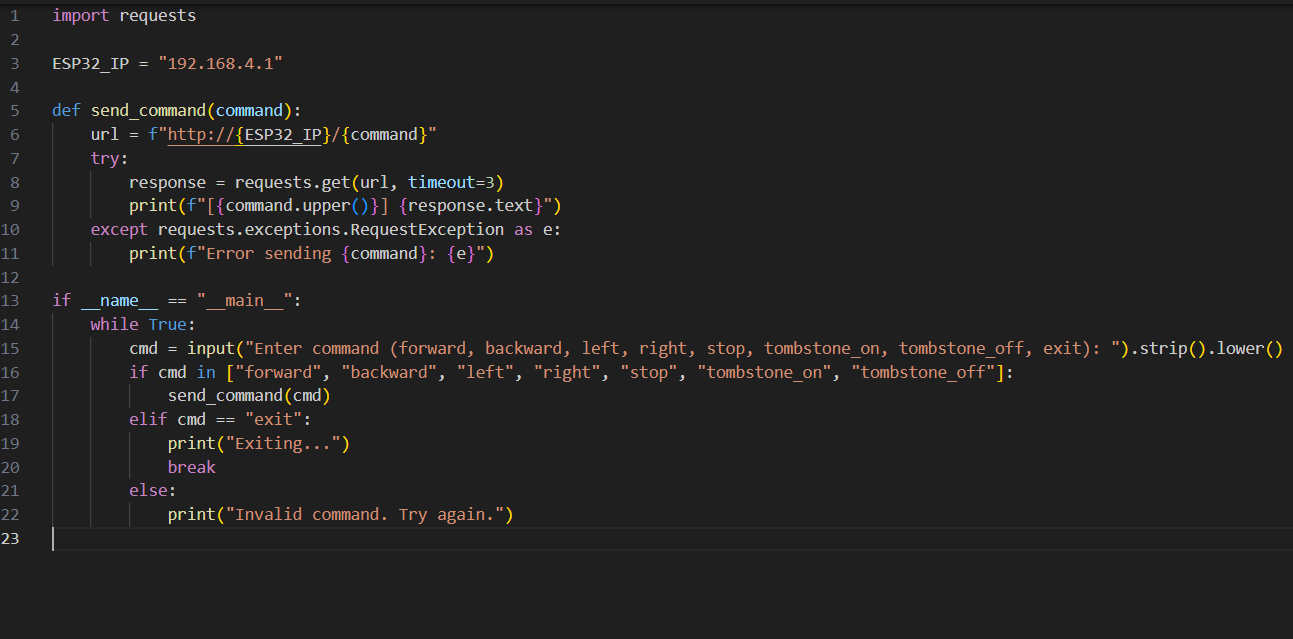 1 import requests
2
3 ESP32_IP = "192.168.4.1"
4
5 def send_command(command):
6     url = f"http://{ESP32_IP}/{command}"
7     try:
8         response = requests.get(url, timeout=3)
9         print(f"[{command.upper()}] {response.text}")
10     except requests.exceptions.RequestException as e:
11         print(f"Error sending {command}: {e}")
12
13 if __name__ == "__main__":
14     while True:
15         cmd = input("Enter command (forward, backward, left, right, stop, tombstone_on, tombstone_off, exit): ").strip().lower()
16         if cmd in ["forward", "backward", "left", "right", "stop", "tombstone_on", "tombstone_off"]:
17             send_command(cmd)
18         elif cmd == "exit":
19             print("Exiting...")
20             break
21         else:
22             print("Invalid command. Try again.")
23